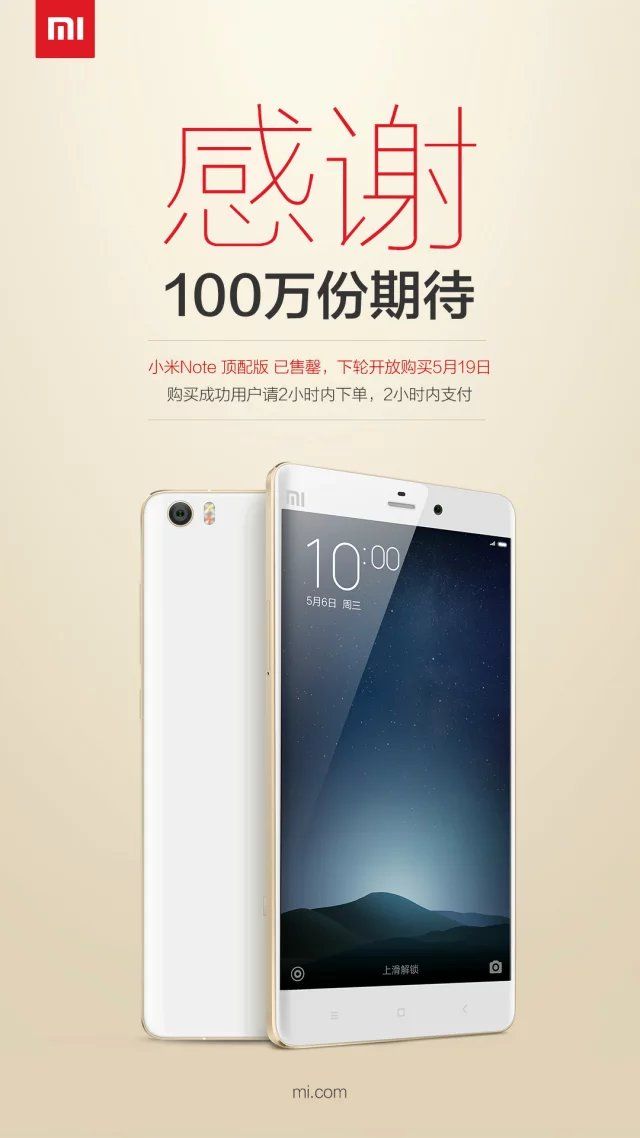 mi
感谢
100万份期待
小米Note 顶配版 已售罄，下轮开放购买5月19日
购买成功用户请2小时内下单，2小时内支付
mi
10:00
5月6日 周三
上滑解锁
mi.com